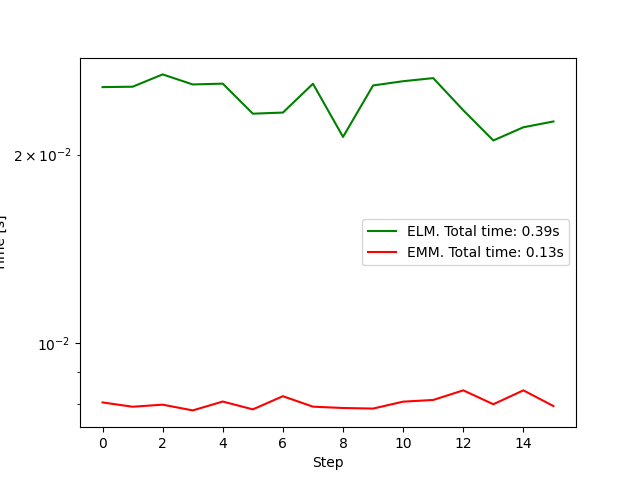 2 × 10⁻²
10⁻²
Time [s]
ELM. Total time: 0.39s
EMM. Total time: 0.13s
0 2 4 6 8 10 12 14
Step